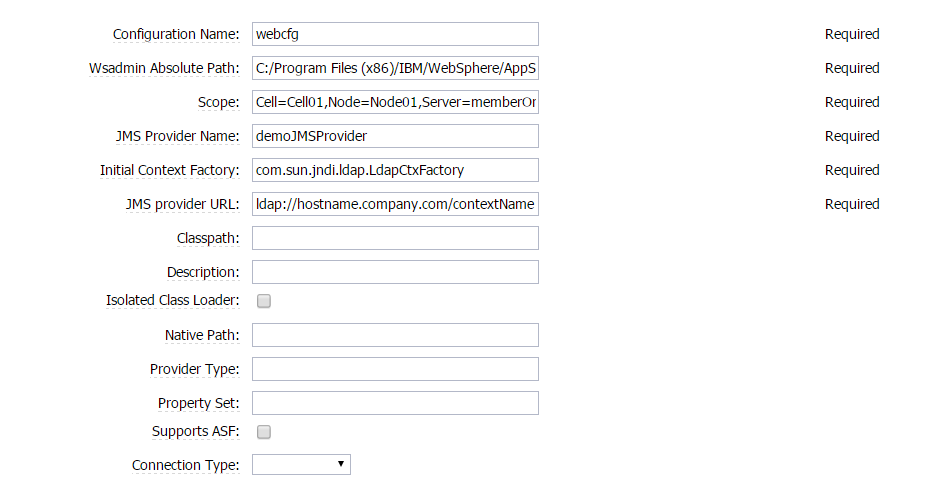 Configuration Name: webcfg Required
Wsadmin Absolute Path: C:/Program Files (x86)/IBM/WebSphere/AppS Required
Scope: Cell=Cell01,Node=Node01,Server=memberOr Required
JMS Provider Name: demoJMSProvider Required
Initial Context Factory: com.sun.jndi.ldap.LdapCtxFactory Required
JMS provider URL: ldap://hostname.company.com/contextName Required
Classpath:
Description:
Isolated Class Loader:
Native Path:
Provider Type:
Property Set:
Supports ASF:
Connection Type: